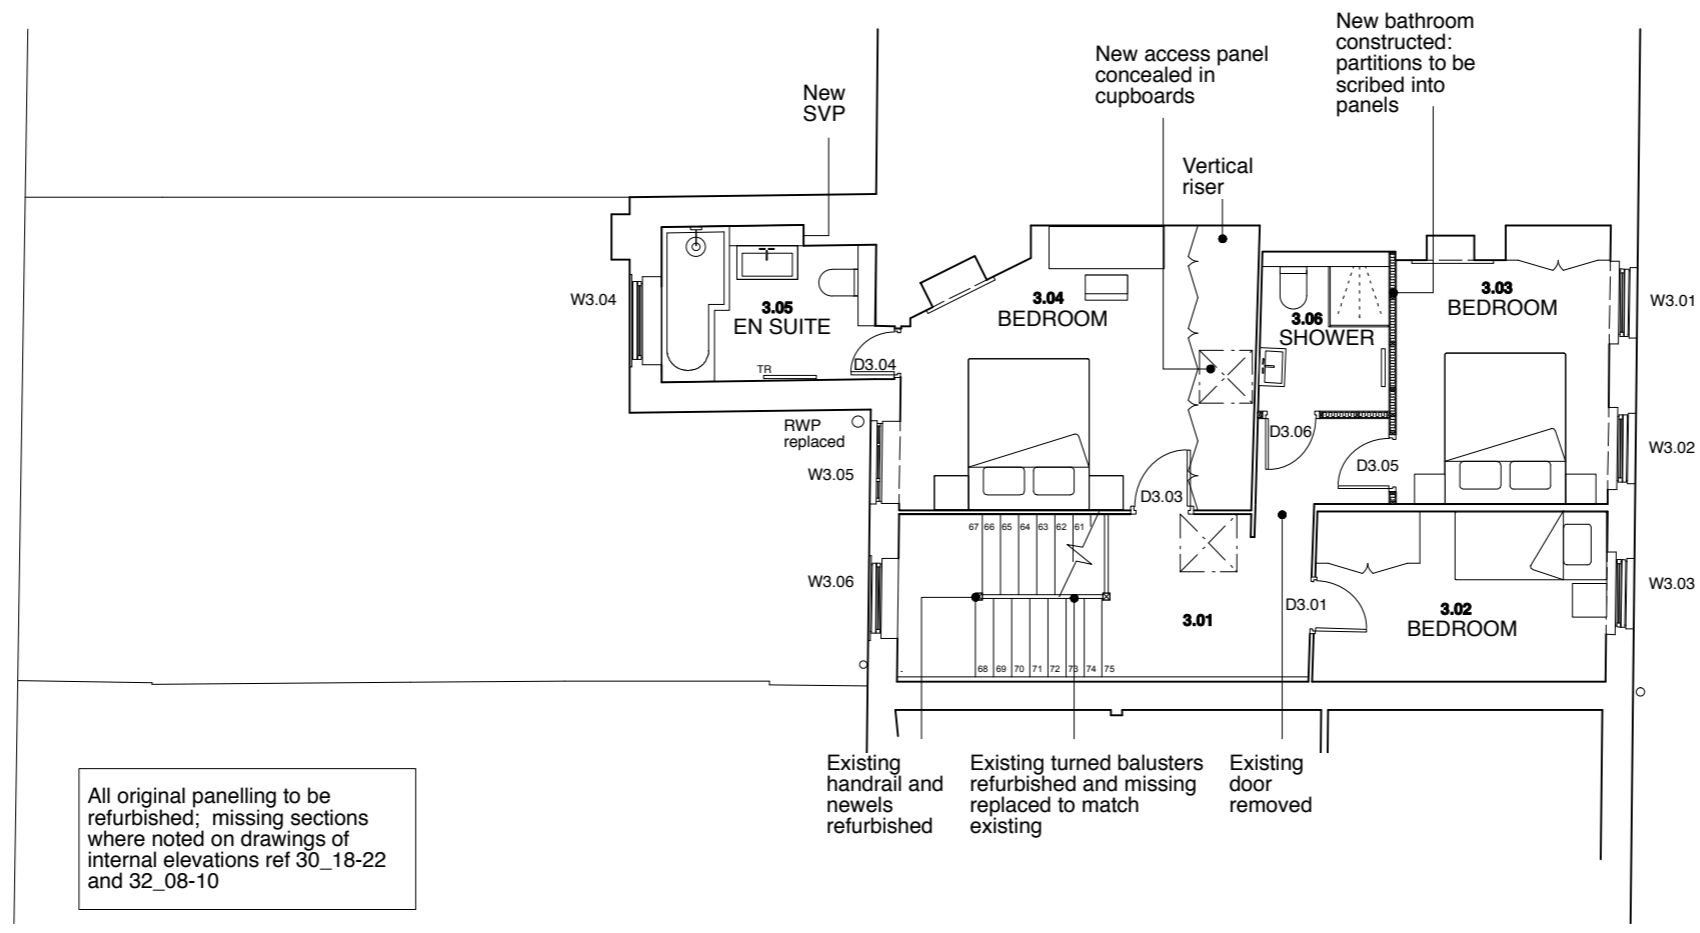 New bathroom
constructed:
partitions to be
scribed into
panels
New access panel
concealed in
cupboards
New
SVP
Vertical
riser
W3.04
3.05
EN SUITE
3.04
BEDROOM
3.06
SHOWER
3.03
BEDROOM
W3.01
TR
D3.04
RWP
replaced
W3.05
D3.03
D3.06
D3.05
W3.02
67 66 65 64 63 62 61
W3.06
D3.01
3.01
3.02
BEDROOM
W3.03
68 69 70 71 72 73 74 75
Existing
handrail and
newels
refurbished
Existing turned balusters
refurbished and missing
replaced to match
existing
Existing
door
removed
All original panelling to be
refurbished; missing sections
where noted on drawings of
internal elevations ref 30_18-22
and 32_08-10